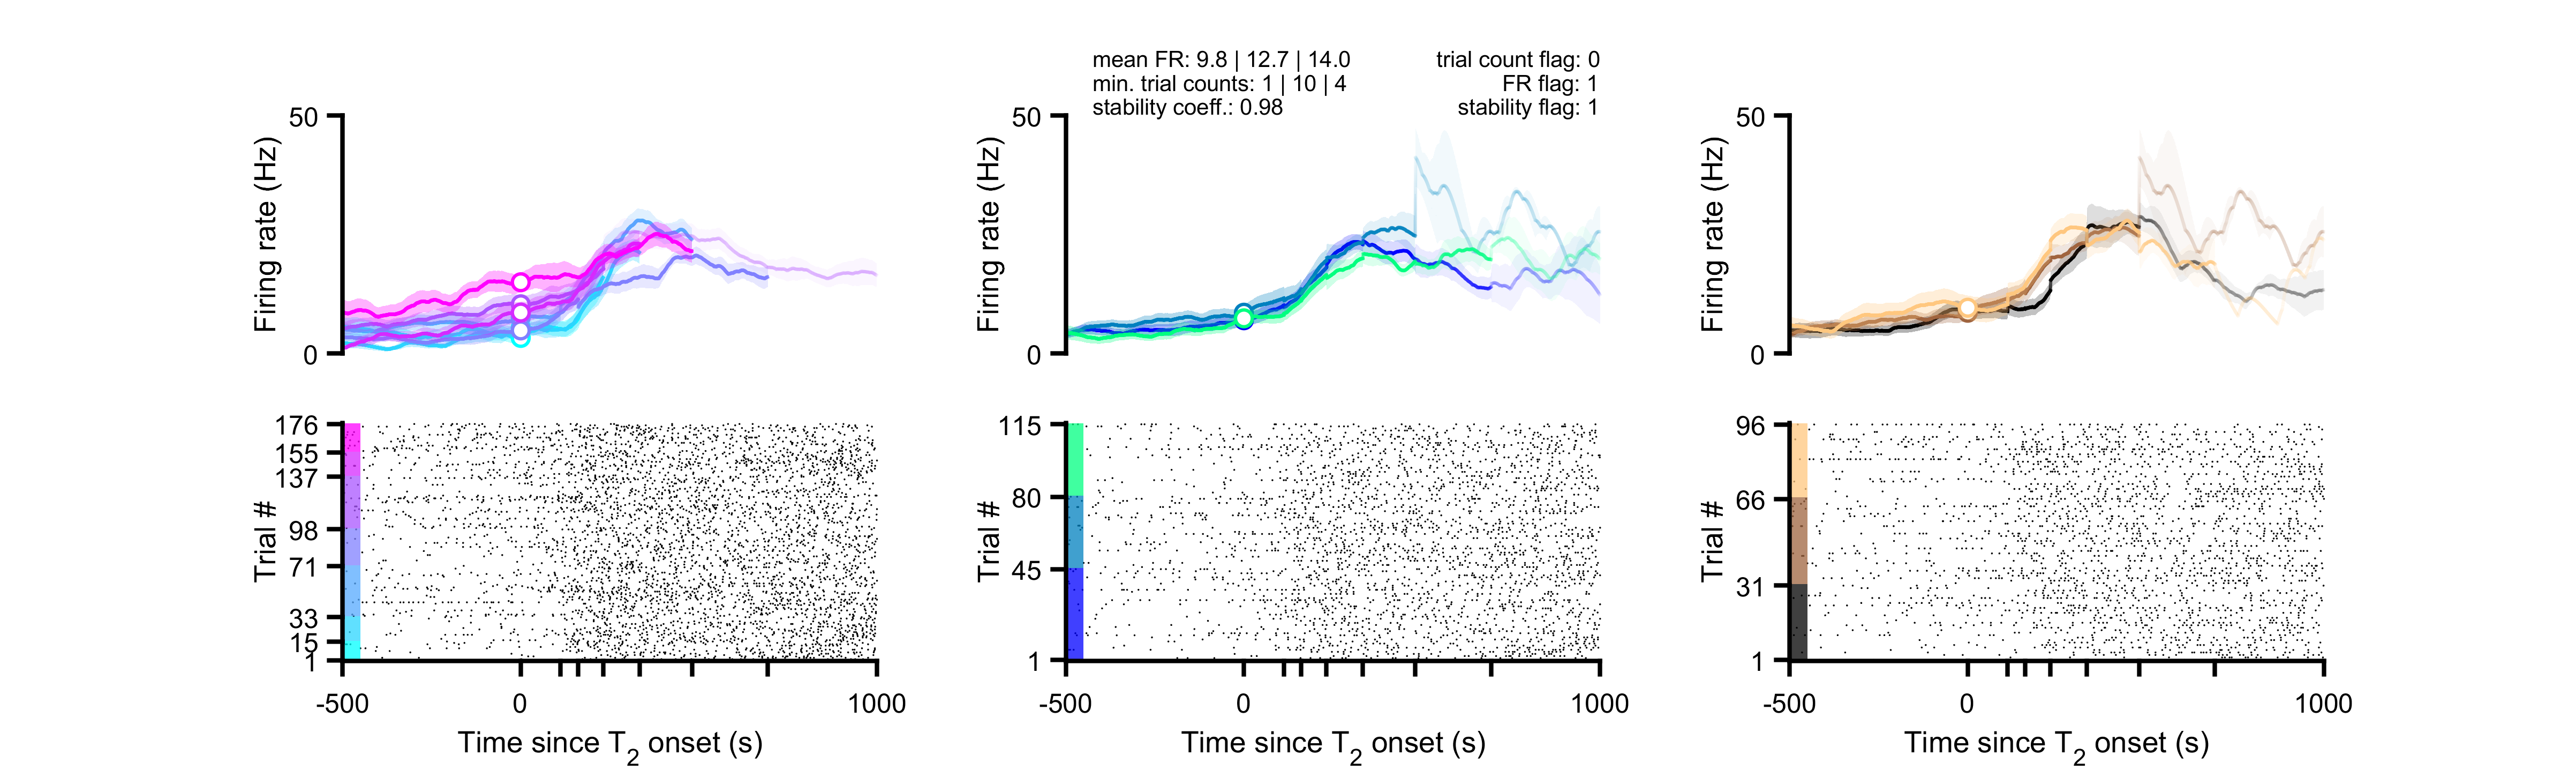 mean FR: 9.8 | 12.7 | 14.0
min. trial counts: 1 | 10 | 4
stability coeff.: 0.98
trial count flag: 0
FR flag: 1
stability flag: 1
50
0
Firing rate (Hz)
50
0
Firing rate (Hz)
50
0
Firing rate (Hz)
176
155
137
98
71
33
15
1
Trial #
-500 0 1000
Time since T2 onset (s)
115
80
45
1
Trial #
-500 0 1000
Time since T2 onset (s)
96
66
31
1
Trial #
-500 0 1000
Time since T2 onset (s)